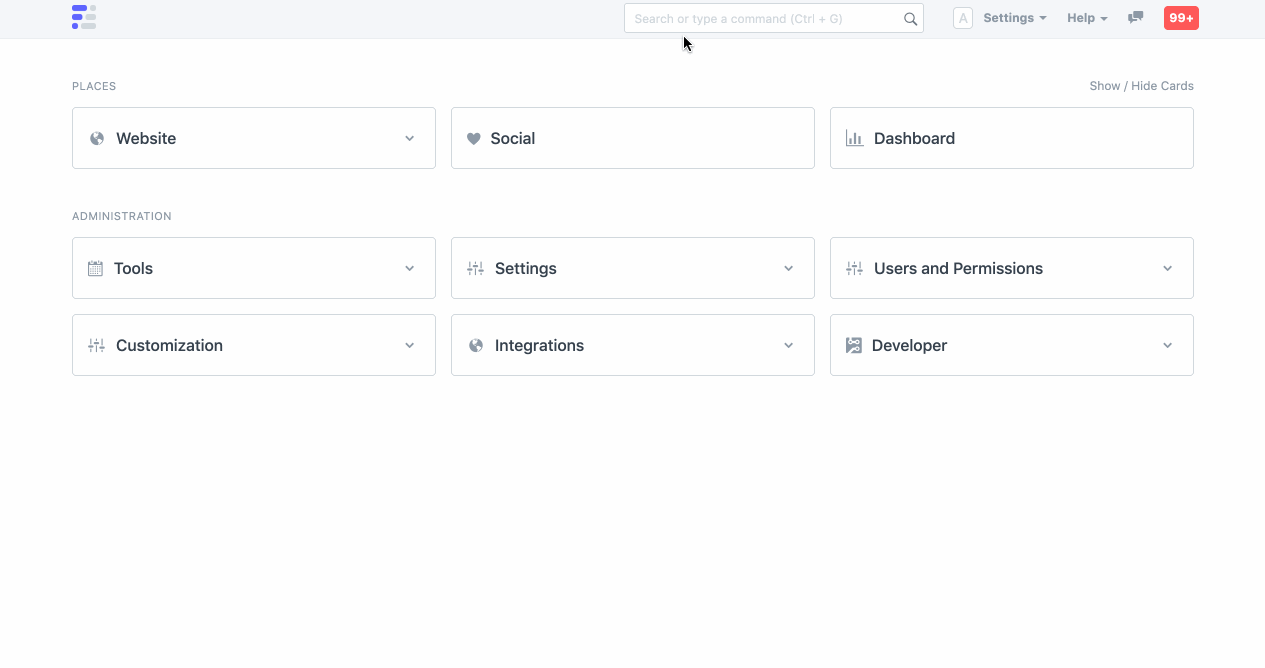 Search or type a command (Ctrl + G) A Settings Help 99+
PLACES Show / Hide Cards
Website Social Dashboard
ADMINISTRATION
Tools Settings Users and Permissions
Customization Integrations Developer